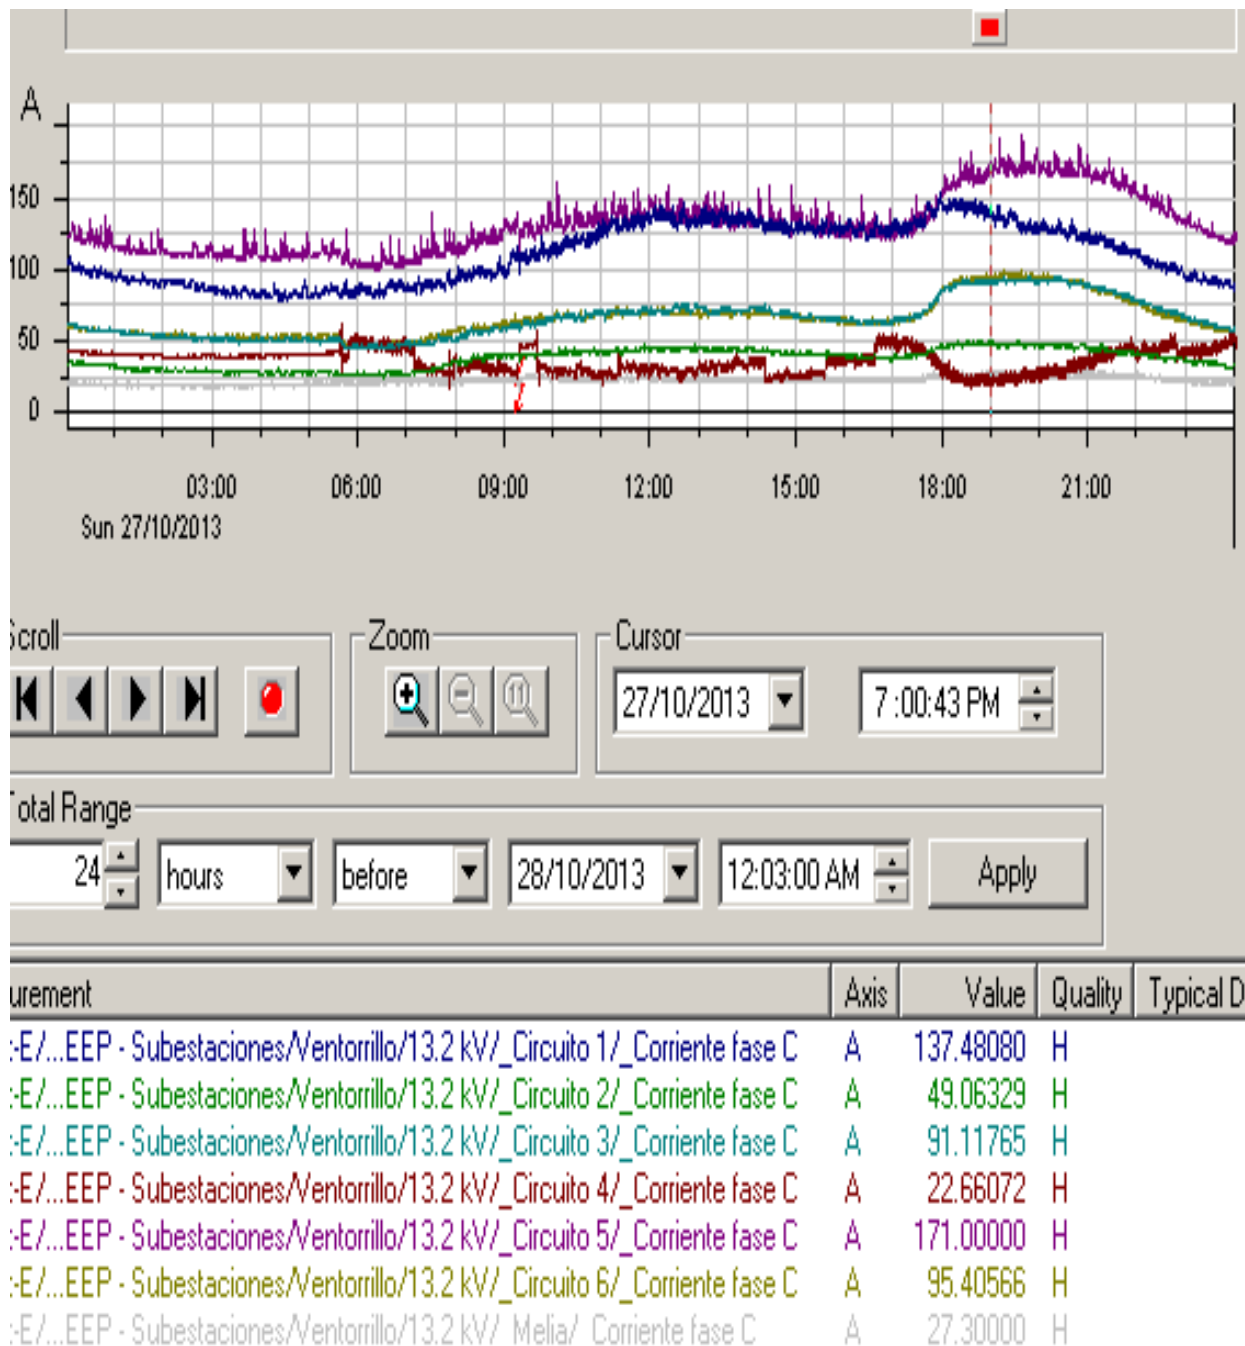 A
150
100
50
0
03:00 06:00 09:00 12:00 15:00 18:00 21:00
Sun 27/10/2013
Scroll Zoom Cursor
27/10/2013 7:00:43 PM
Total Range
24 hours before 28/10/2013 12:03:00 AM Apply
urement Axis Value Quality Typical D
:-E/...EEP - Subestaciones/Ventorrillo/13.2 kV/_Circuito 1/_Corriente fase C A 137.48080 H
:-E/...EEP - Subestaciones/Ventorrillo/13.2 kV/_Circuito 2/_Corriente fase C A 49.06329 H
:-E/...EEP - Subestaciones/Ventorrillo/13.2 kV/_Circuito 3/_Corriente fase C A 91.11765 H
:-E/...EEP - Subestaciones/Ventorrillo/13.2 kV/_Circuito 4/_Corriente fase C A 22.66072 H
:-E/...EEP - Subestaciones/Ventorrillo/13.2 kV/_Circuito 5/_Corriente fase C A 171.00000 H
:-E/...EEP - Subestaciones/Ventorrillo/13.2 kV/_Circuito 6/_Corriente fase C A 95.40566 H
:-E/...EEP - Subestaciones/Ventorrillo/13.2 kV/_Melia/_Corriente fase C A 27.30000 H